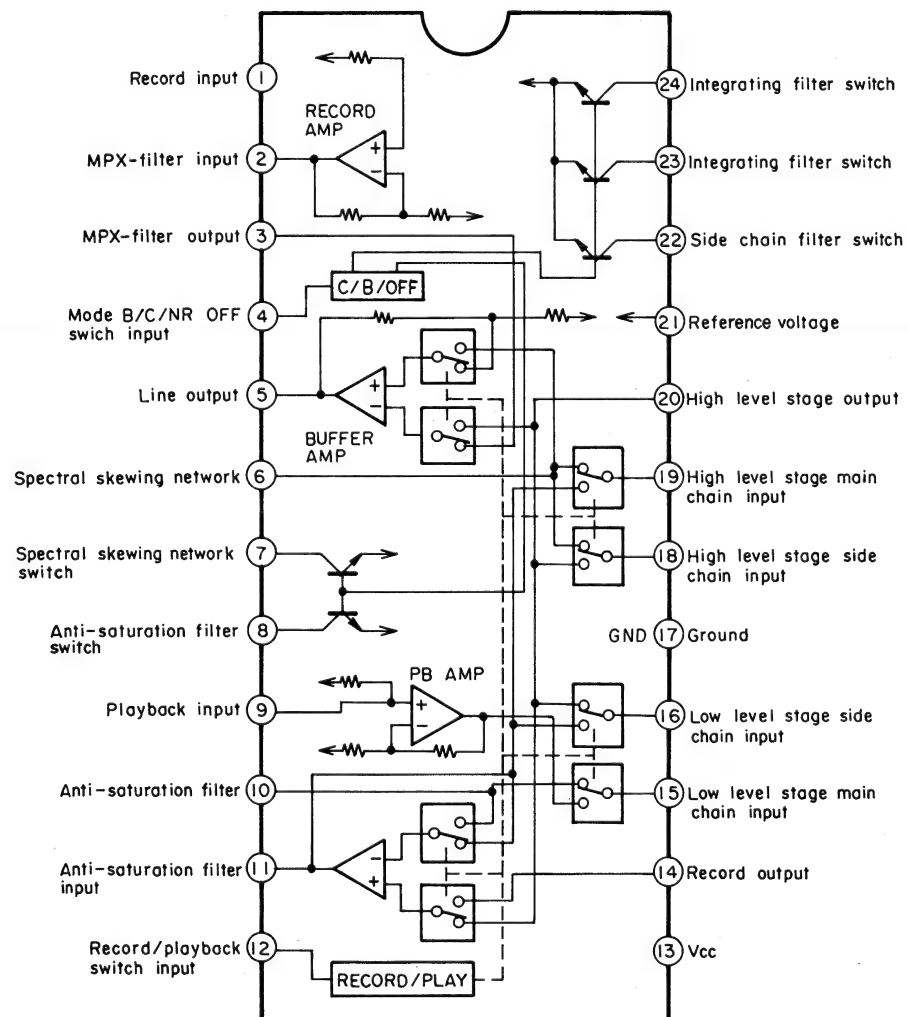 Record input 1
RECORD
AMP
+
−
MPX-filter input 2
MPX-filter output 3
C/B/OFF
Mode B/C/NR OFF
swich input
4
Line output 5
+
−
BUFFER
AMP
Spectral skewing network 6
Spectral skewing network
switch
7
Anti-saturation filter
switch
8
PB AMP
Playback input 9
+
−
Anti-saturation filter 10
Anti-saturation filter
input
11
−
+
Record/playback
switch input
12
RECORD/PLAY
24 Integrating filter switch
23 Integrating filter switch
22 Side chain filter switch
21 Reference voltage
20 High level stage output
19 High level stage main
chain input
18 High level stage side
chain input
GND 17 Ground
16 Low level stage side
chain input
15 Low level stage main
chain input
14 Record output
13 Vcc